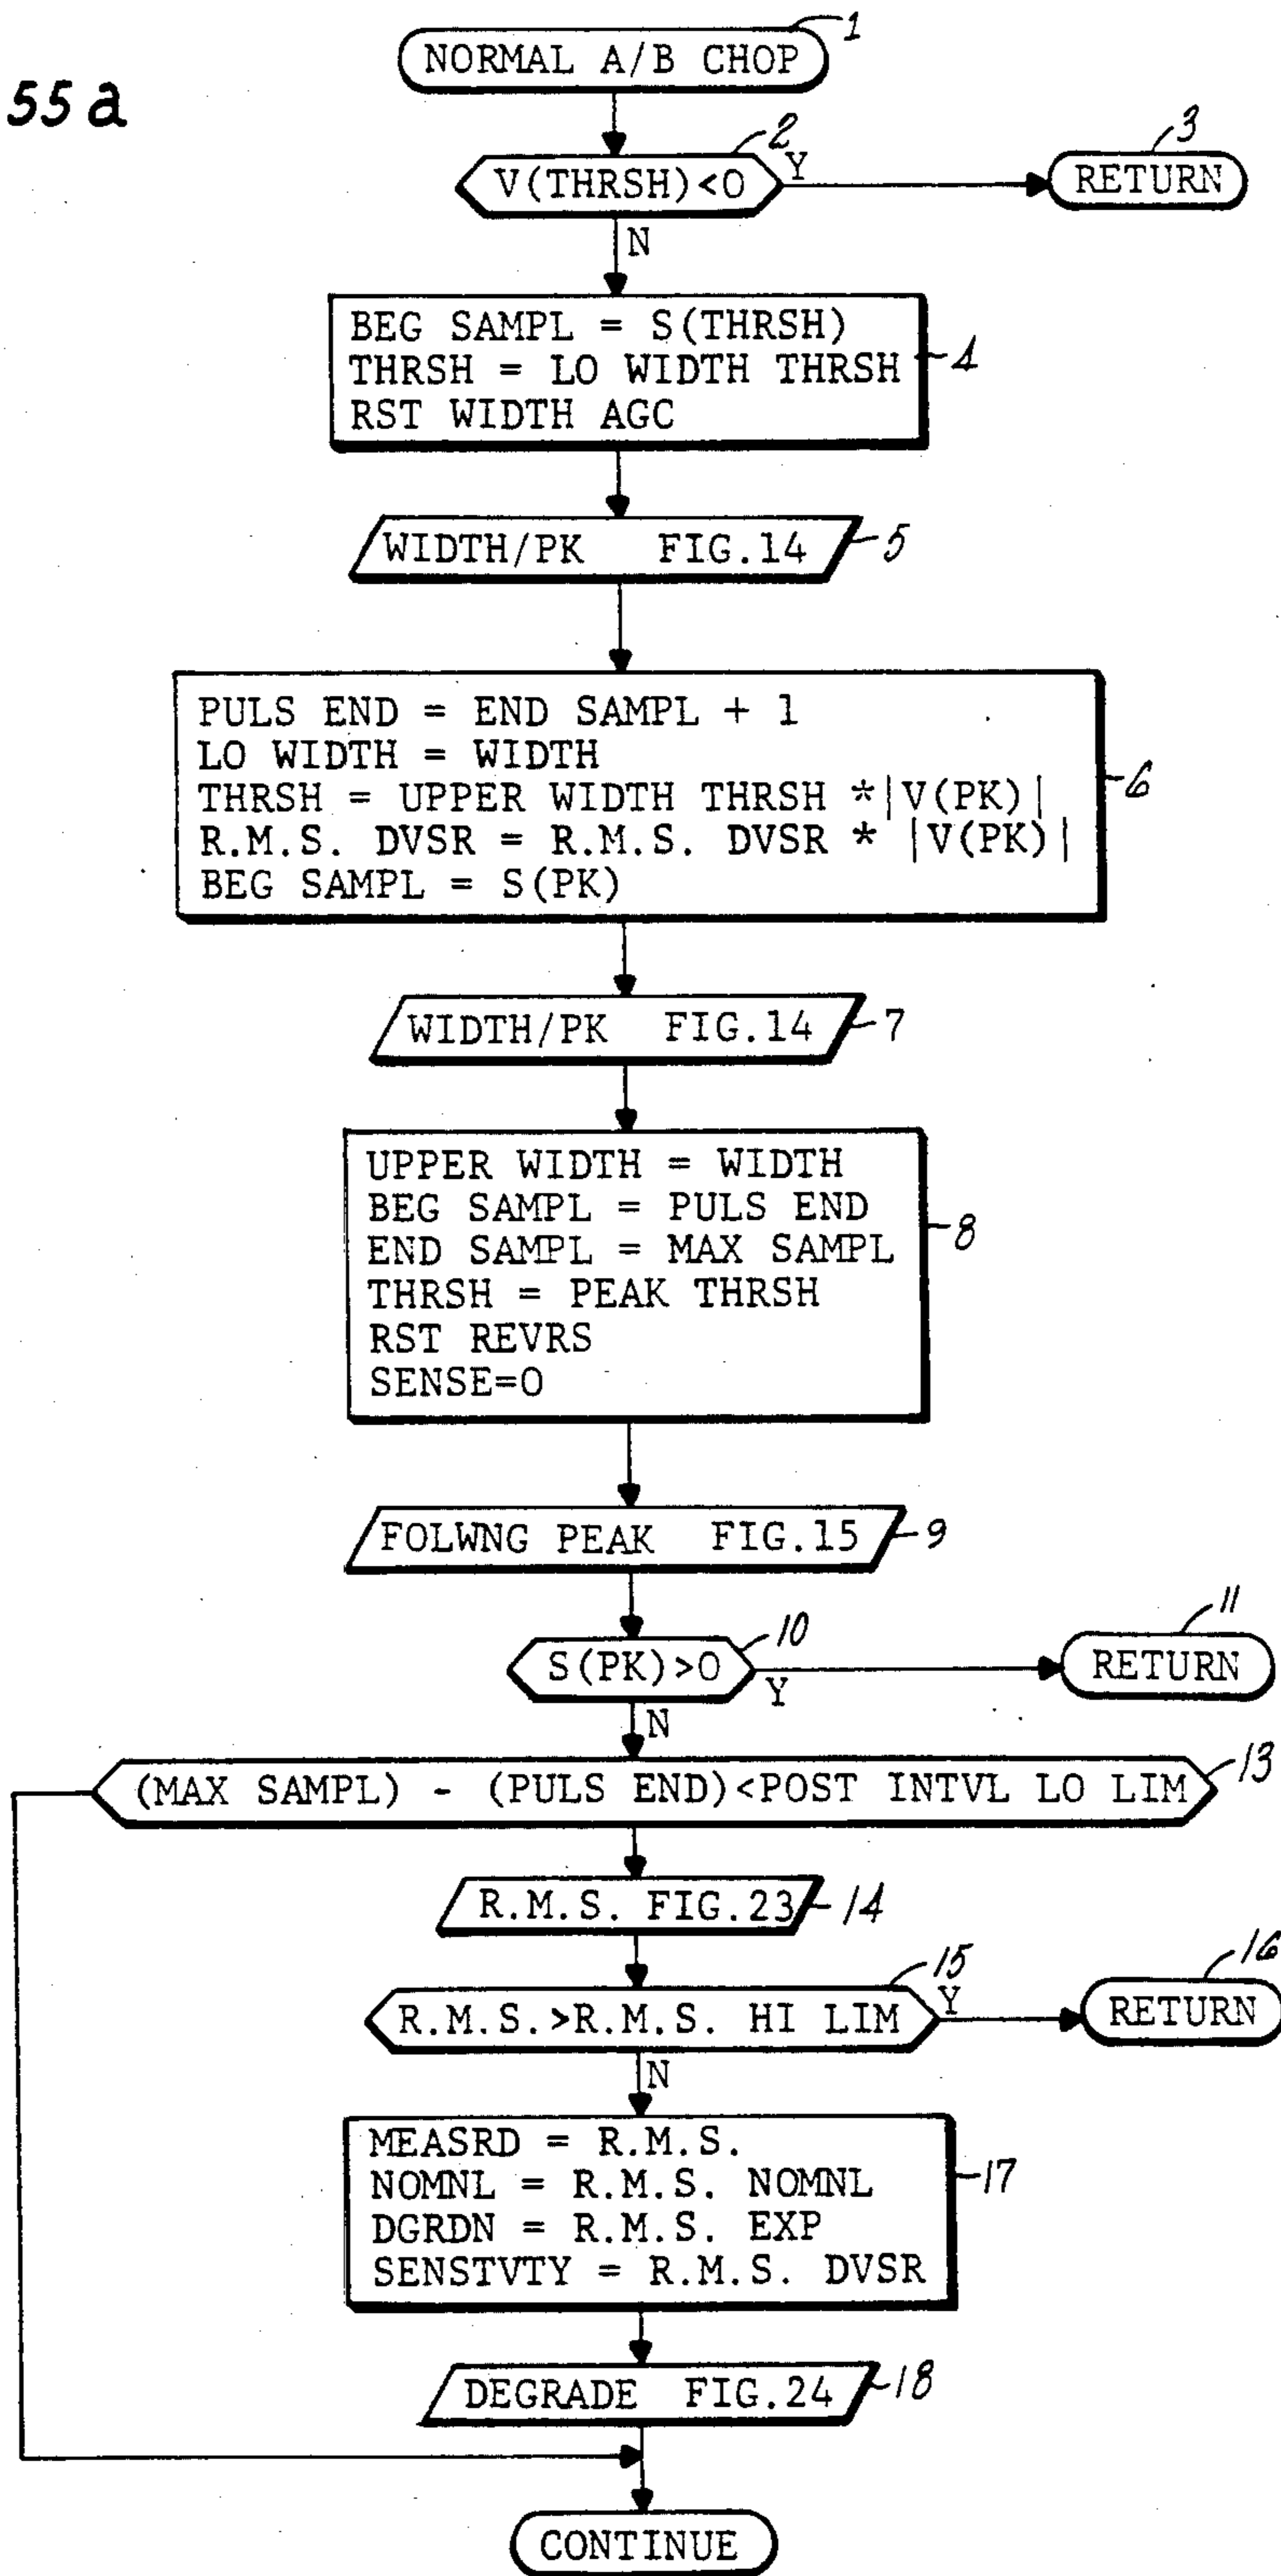 1
NORMAL A/B CHOP
55a
2
3
V(THRSH)<0
Y
RETURN
N
BEG SAMPL = S(THRSH)
THRSH = LO WIDTH THRSH
RST WIDTH AGC
4
WIDTH/PK FIG.14
5
PULS END = END SAMPL + 1
LO WIDTH = WIDTH
THRSH = UPPER WIDTH THRSH *|V(PK)|
R.M.S. DVSR = R.M.S. DVSR * |V(PK)|
BEG SAMPL = S(PK)
6
WIDTH/PK FIG.14
7
UPPER WIDTH = WIDTH
BEG SAMPL = PULS END
END SAMPL = MAX SAMPL
THRSH = PEAK THRSH
RST REVRS
SENSE=0
8
FOLWNG PEAK FIG.15
9
10
11
S(PK)>0
Y
RETURN
N
(MAX SAMPL) - (PULS END)<POST INTVL LO LIM
13
R.M.S. FIG.23
14
15
16
R.M.S.>R.M.S. HI LIM
Y
RETURN
N
MEASRD = R.M.S.
NOMNL = R.M.S. NOMNL
DGRDN = R.M.S. EXP
SENSTVTY = R.M.S. DVSR
17
DEGRADE FIG.24
18
CONTINUE